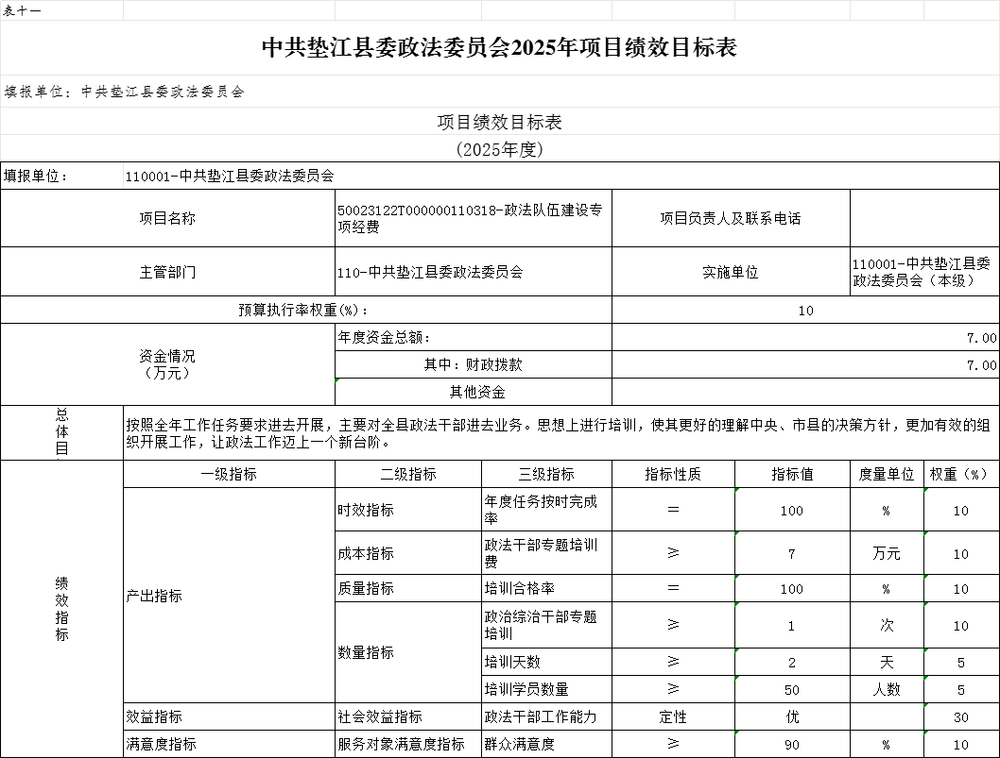 表十一
中共垫江县委政法委员会2025年项目绩效目标表
填报单位：中共垫江县委政法委员会
项目绩效目标表
(2025年度)
填报单位： 110001-中共垫江县委政法委员会
项目名称 50023122T000000110318-政法队伍建设专
项经费 项目负责人及联系电话
主管部门 110-中共垫江县委政法委员会 实施单位 110001-中共垫江县委
政法委员会（本级）
预算执行率权重(%)： 10
资金情况
（万元）
年度资金总额： 7.00
其中：财政拨款 7.00
其他资金
总
体
目
按照全年工作任务要求进去开展，主要对全县政法干部进去业务。思想上进行培训，使其更好的理解中央、市县的决策方针，更加有效的组
织开展工作，让政法工作迈上一个新台阶。
绩
效
指
标
一级指标 二级指标 三级指标 指标性质 指标值 度量单位 权重（%）
产出指标
时效指标 年度任务按时完成
率 ＝ 100 % 10
成本指标 政法干部专题培训
费 ≥ 7 万元 10
质量指标 培训合格率 ＝ 100 % 10
数量指标
政治综治干部专题
培训 ≥ 1 次 10
培训天数 ≥ 2 天 5
培训学员数量 ≥ 50 人数 5
效益指标 社会效益指标 政法干部工作能力 定性 优 30
满意度指标 服务对象满意度指标 群众满意度 ≥ 90 % 10